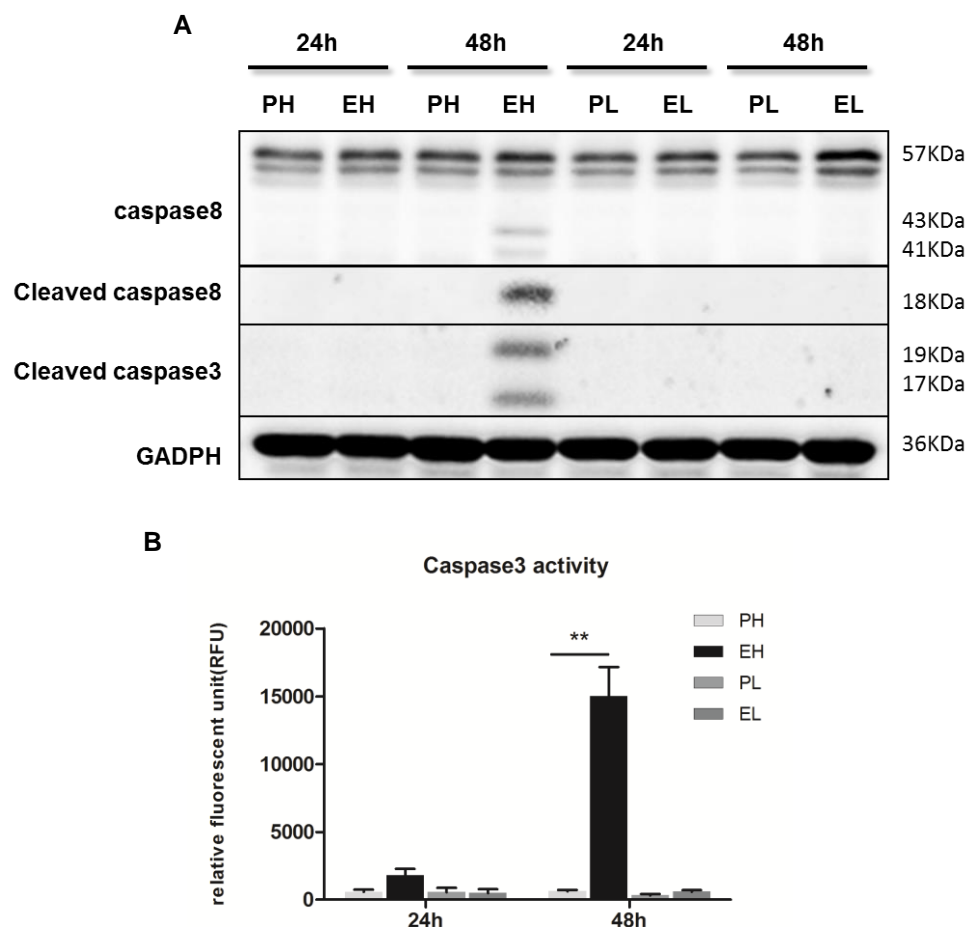 A
24h 48h 24h 48h
PH EH PH EH PL EL PL EL
57KDa
caspase8
43KDa
41KDa
Cleaved caspase8
18KDa
19KDa
Cleaved caspase3
17KDa
GADPH
36KDa
B
Caspase3 activity
relative fluorescent unit(RFU)
20000
15000
10000
5000
0
**
PH
EH
PL
EL
24h 48h